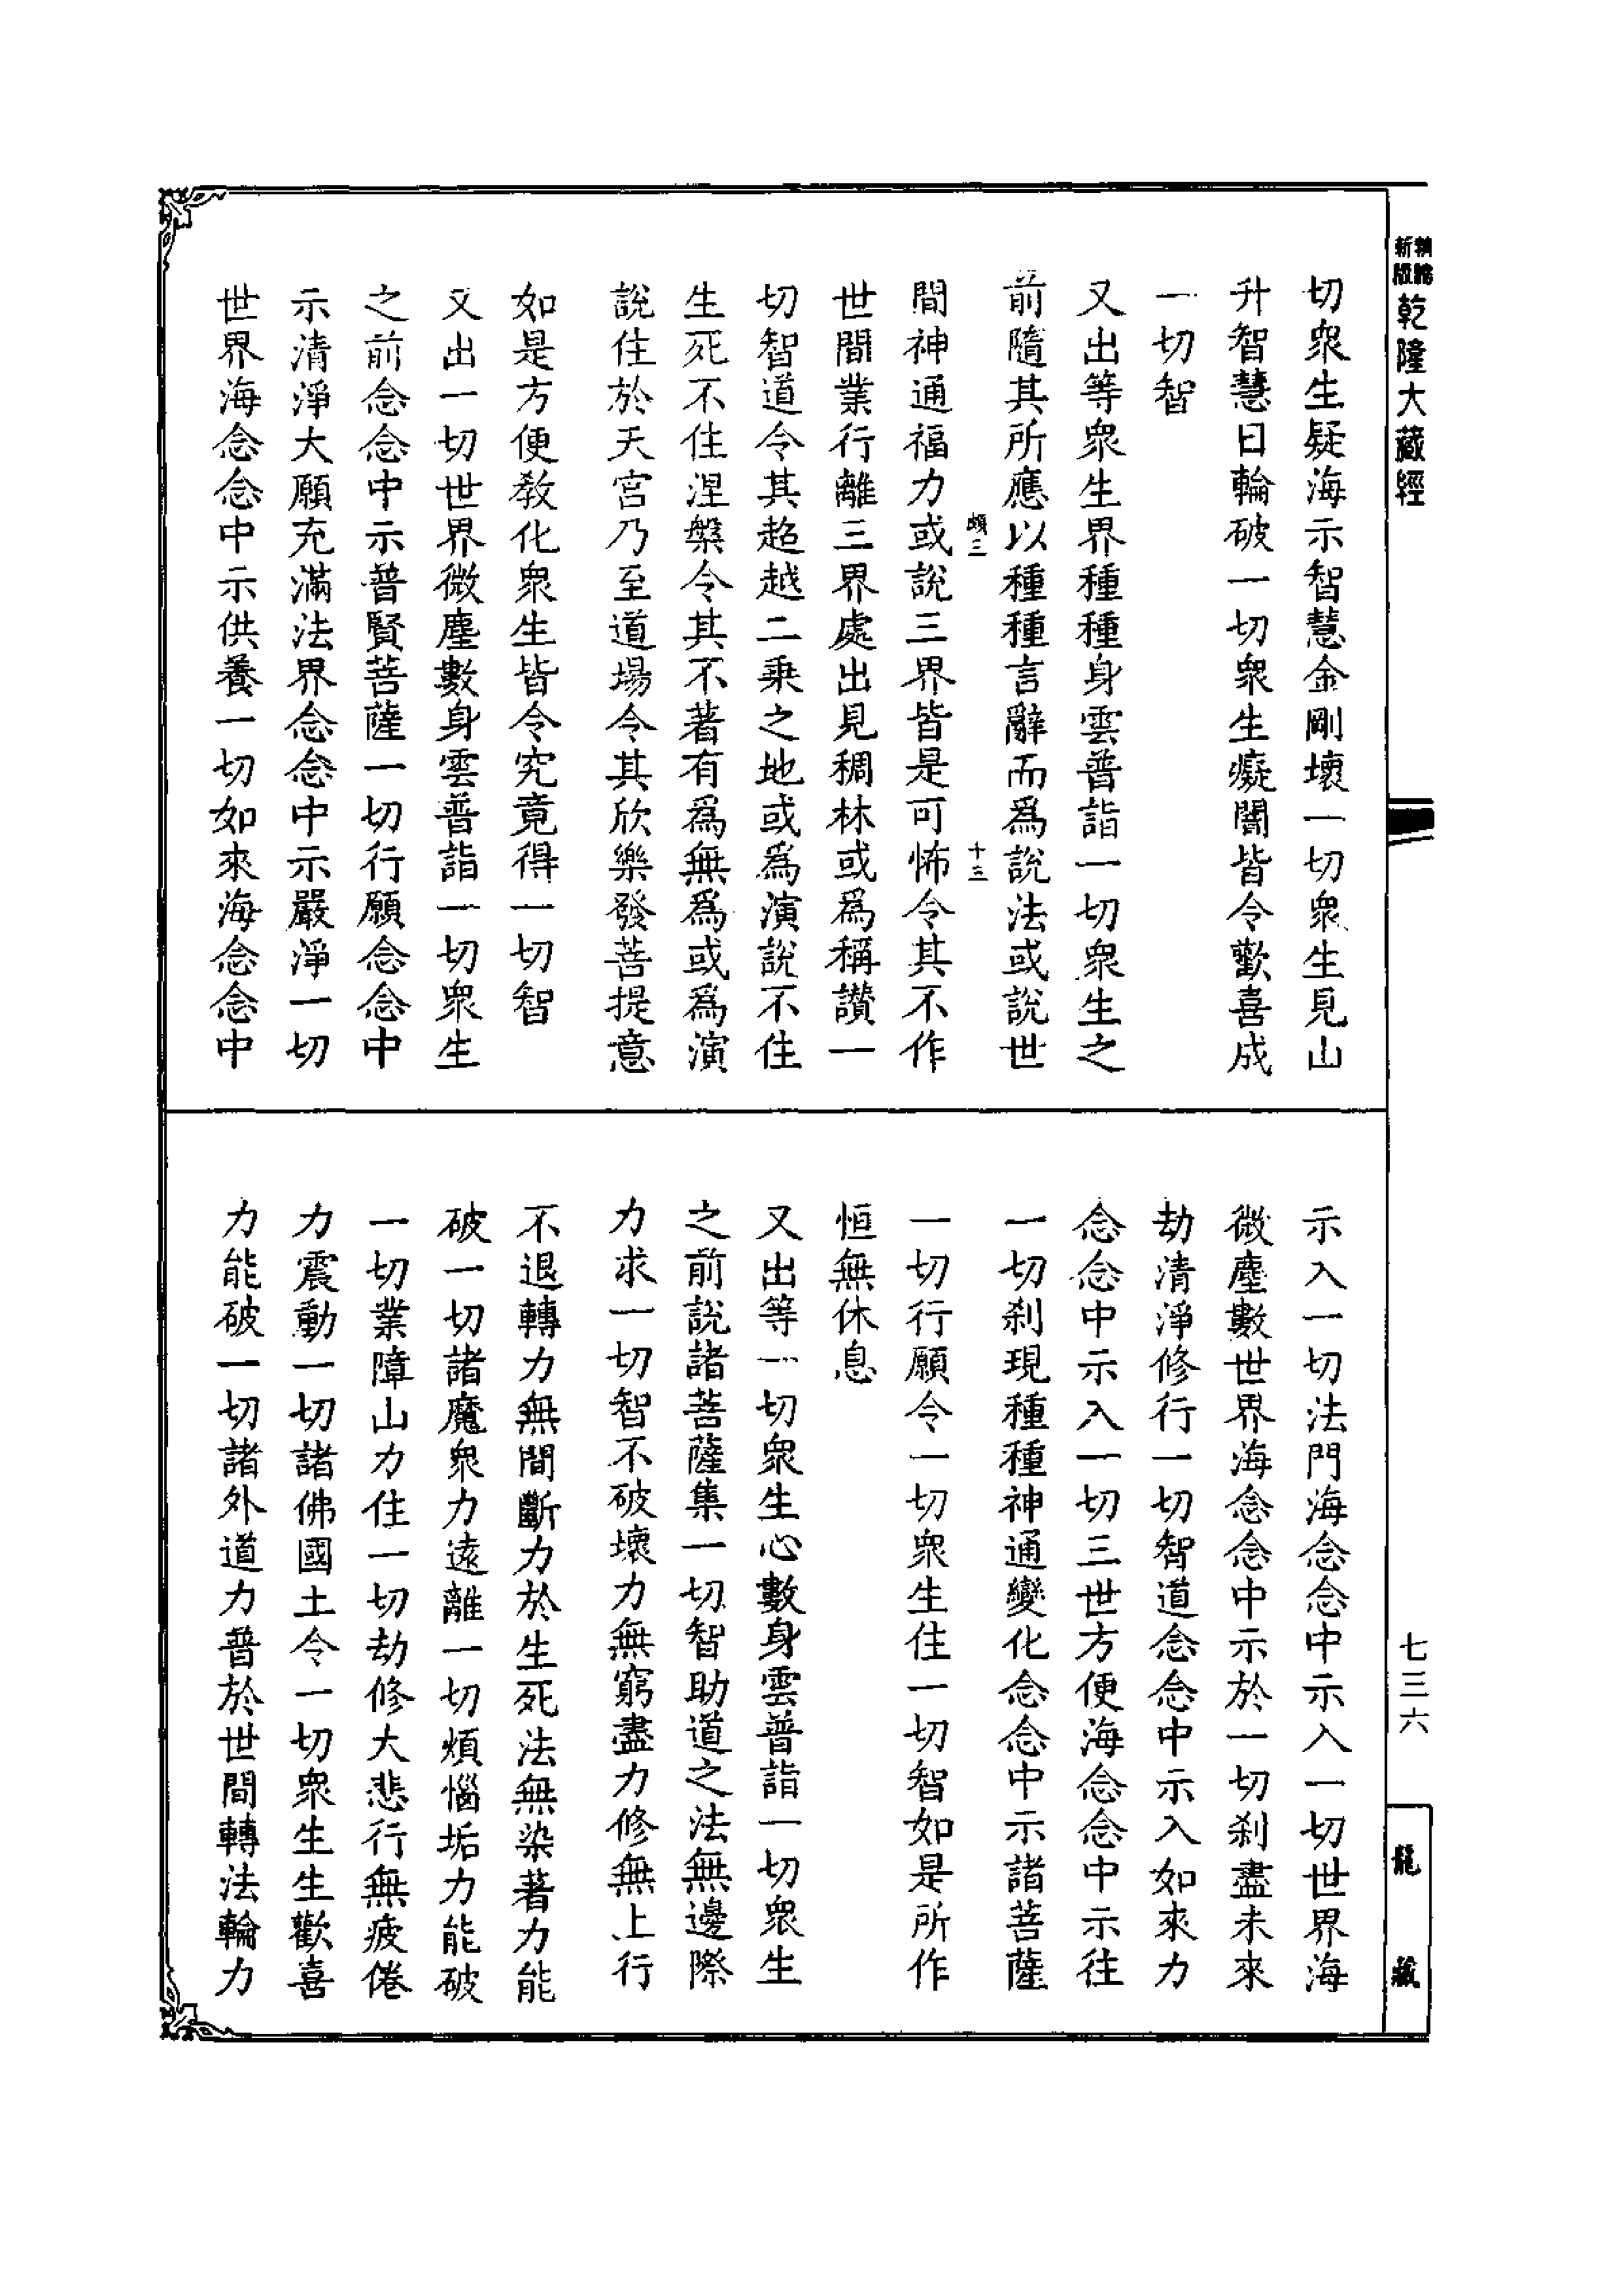 精編
新版
乾隆大藏經
切眾生疑海示智慧金剛壞一切眾生見山
升智慧日輪破一切眾生癡闇皆令歡喜成
一切智
又出等眾生界種種身雲普詣一切眾生之
前隨其所應以種種言辭而為說法或說世
頗三
十三
間神通福力或說三界皆是可怖令其不作
世間業行離三界處出見稠林或為稱讚一
切智道令其超越二乘之地或為演說不住
生死不住涅槃令其不著有為無為或為演
說住於天宮乃至道場令其欣樂發菩提意
如是方便教化眾生皆令究竟得一切智
又出一切世界微塵數身雲普詣一切眾生
之前念念中示普賢菩薩一切行願念念中
示清淨大願充滿法界念念中示嚴淨一切
世界海念念中示供養一切如來海念念中
示入一切法門海念念中示入一切世界海
微塵數世界海念念中示於一切剎盡未來
劫清淨修行一切智道念念中示入如來力
念念中示入一切三世方便海念念中示往
一切剎現種種神通變化念念中示諸菩薩
一切行願令一切眾生住一切智如是所作
恒無休息
又出等一切眾生心數身雲普詣一切眾生
之前說諸菩薩集一切智助道之法無邊際
力求一切智不破壞力無窮盡力修無上行
不退轉力無間斷力於生死法無染著力能
破一切諸魔眾力遠離一切煩惱垢力能破
一切業障山力住一切劫修大悲行無疲倦
力震動一切諸佛國土令一切眾生生歡喜
力能破一切諸外道力普於世間轉法輪力
七三六
龍藏